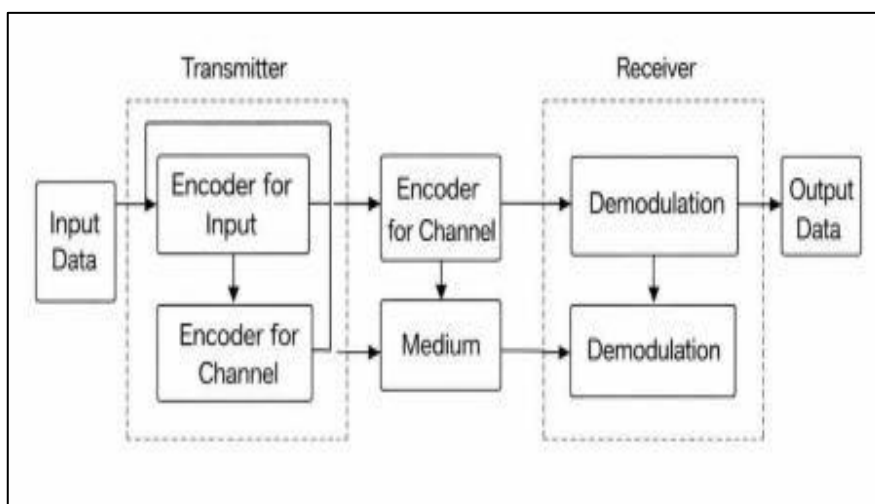 Transmitter
Receiver
Input
Data
Encoder for
Input
Encoder for
Channel
Encoder
for Channel
Medium
Demodulation
Demodulation
Output
Data